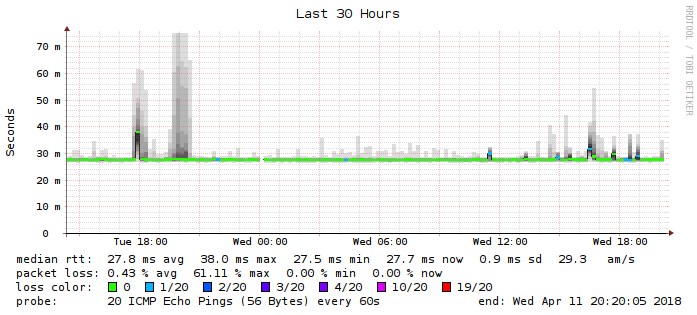 Last 30 Hours
RRDTOOL / TOBI OETIKER
Seconds
70 m
60 m
50 m
40 m
30 m
20 m
10 m
0
Tue 18:00 Wed 00:00 Wed 06:00 Wed 12:00 Wed 18:00
median rtt: 27.8 ms avg 38.0 ms max 27.5 ms min 27.7 ms now 0.9 ms sd 29.3 am/s
packet loss: 0.43 % avg 61.11 % max 0.00 % min 0.00 % now
loss color: 0 1/20 2/20 3/20 4/20 10/20 19/20
probe: 20 ICMP Echo Pings (56 Bytes) every 60s end: Wed Apr 11 20:20:05 2018